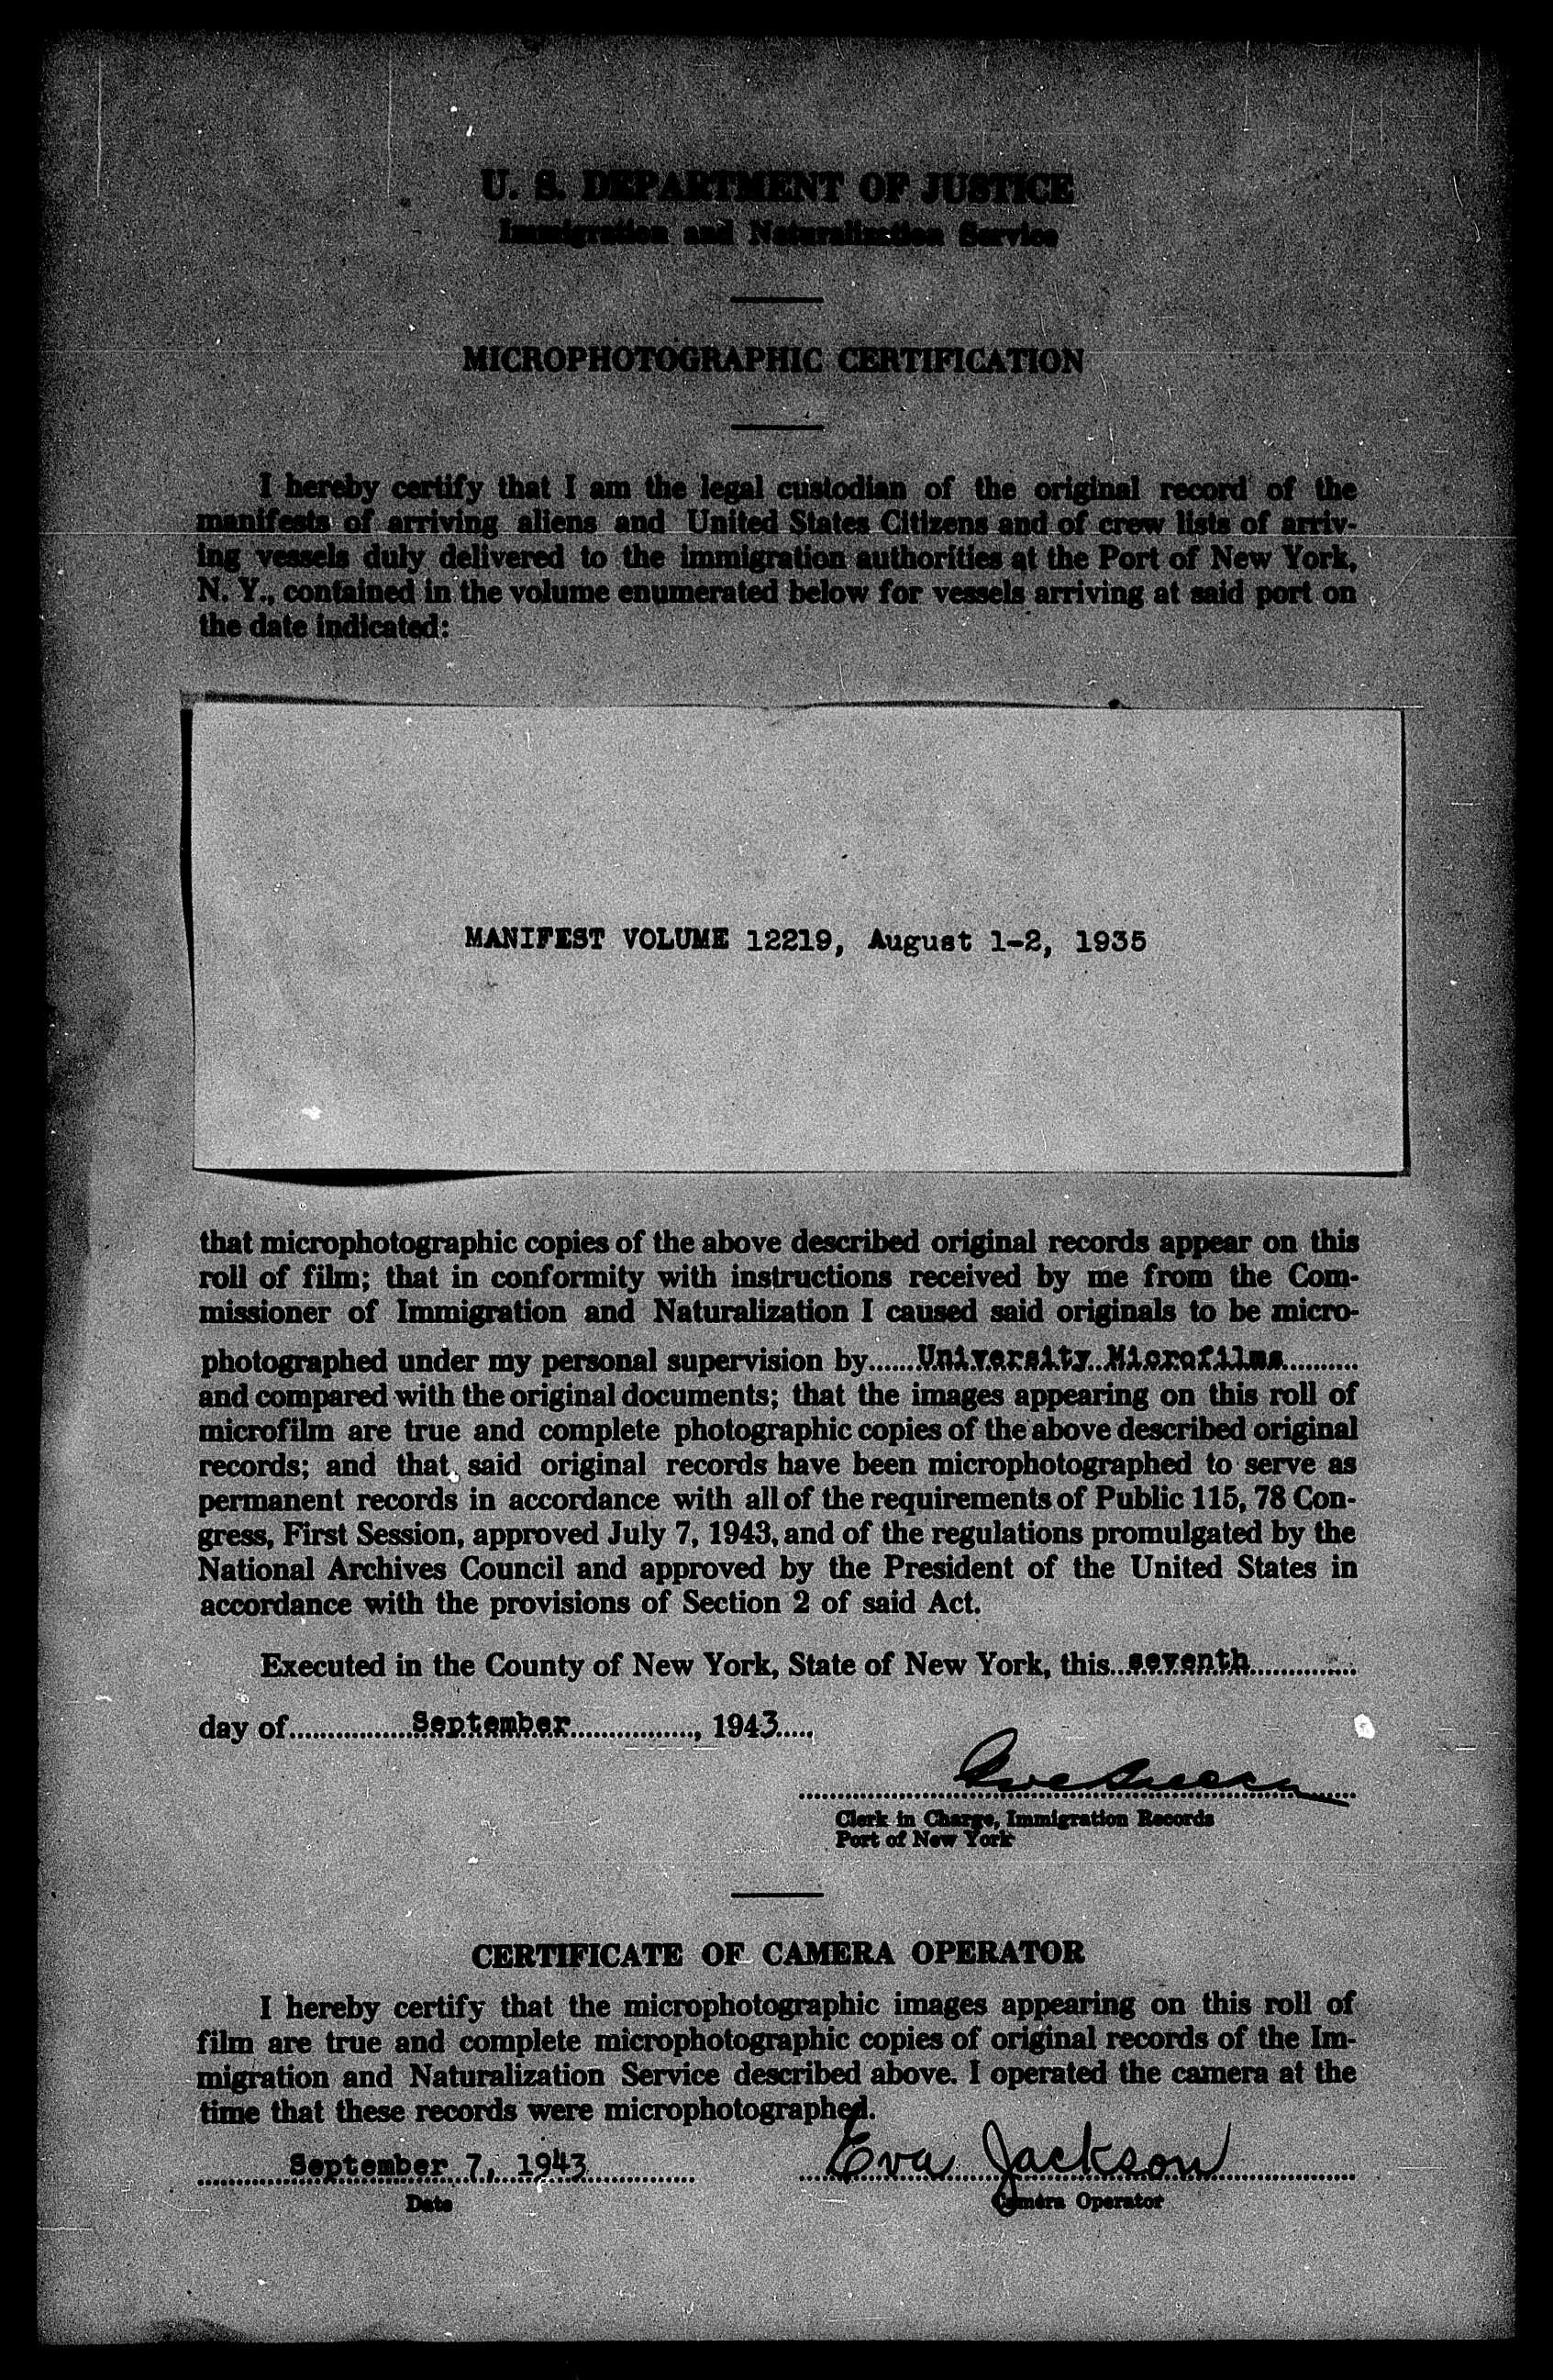 U. S. DEPARTMENT OF JUSTICE
Immigration and Naturalization Service
MICROPHOTOGRAPHIC CERTIFICATION
I hereby certify that I am the legal custodian of the original record of the
manifests of arriving aliens and United States Citizens and of crew lists of arriv-
ing vessels duly delivered to the immigration authorities at the Port of New York,
N. Y., contained in the volume enumerated below for vessels arriving at said port on
the date indicated:
MANIFEST VOLUME 12219, August 1-2, 1935
that microphotographic copies of the above described original records appear on this
roll of film; that in conformity with instructions received by me from the Com-
missioner of Immigration and Naturalization I caused said originals to be micro-
photographed under my personal supervision by......University Microfilms..........
and compared with the original documents; that the images appearing on this roll of
microfilm are true and complete photographic copies of the above described original
records; and that said original records have been microphotographed to serve as
permanent records in accordance with all of the requirements of Public 115, 78 Con-
gress, First Session, approved July 7, 1943, and of the regulations promulgated by the
National Archives Council and approved by the President of the United States in
accordance with the provisions of Section 2 of said Act.
Executed in the County of New York, State of New York, this...seventh..............
day of................September................., 1943.....,
Clerk in Charge, Immigration Records
Port of New York
CERTIFICATE OF CAMERA OPERATOR
I hereby certify that the microphotographic images appearing on this roll of
film are true and complete microphotographic copies of original records of the Im-
migration and Naturalization Service described above. I operated the camera at the
time that these records were microphotographed.
September 7, 1943 Eva Jackson
Date Camera Operator